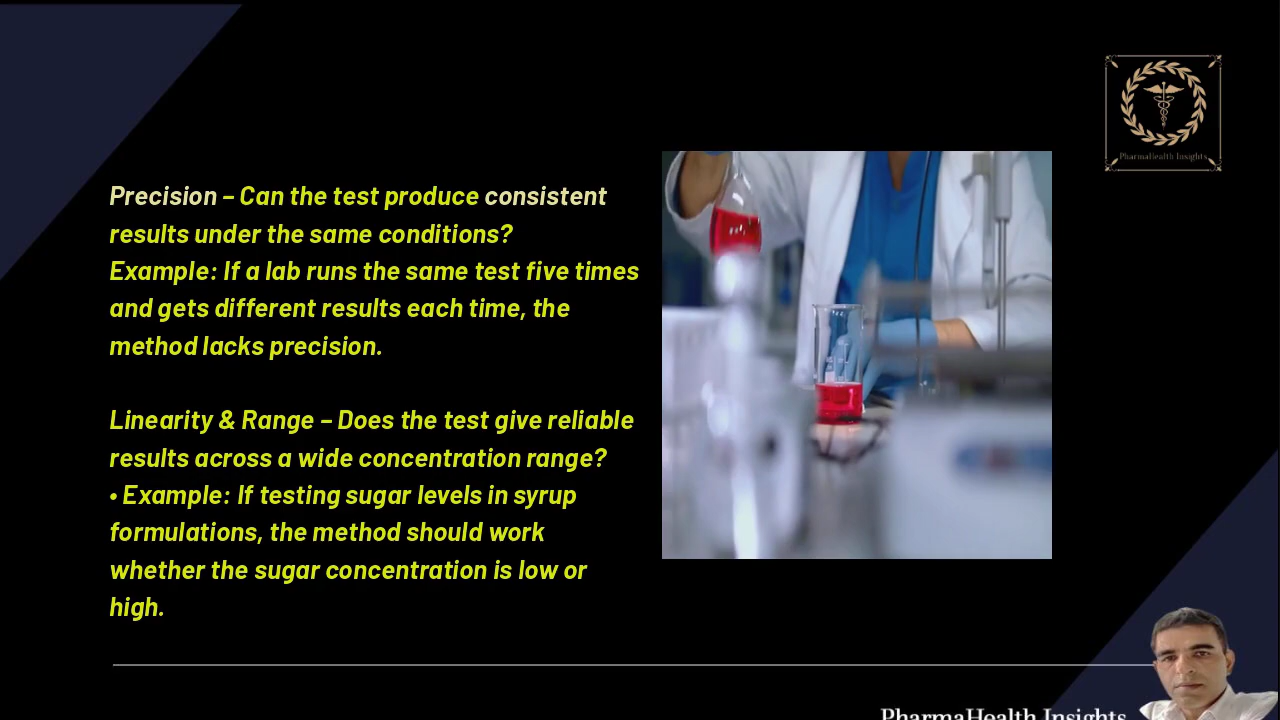 PharmaHealth Insights
Precision – Can the test produce consistent
results under the same conditions?
Example: If a lab runs the same test five times
and gets different results each time, the
method lacks precision.
Linearity & Range – Does the test give reliable
results across a wide concentration range?
• Example: If testing sugar levels in syrup
formulations, the method should work
whether the sugar concentration is low or
high.
PharmaHealth Insights